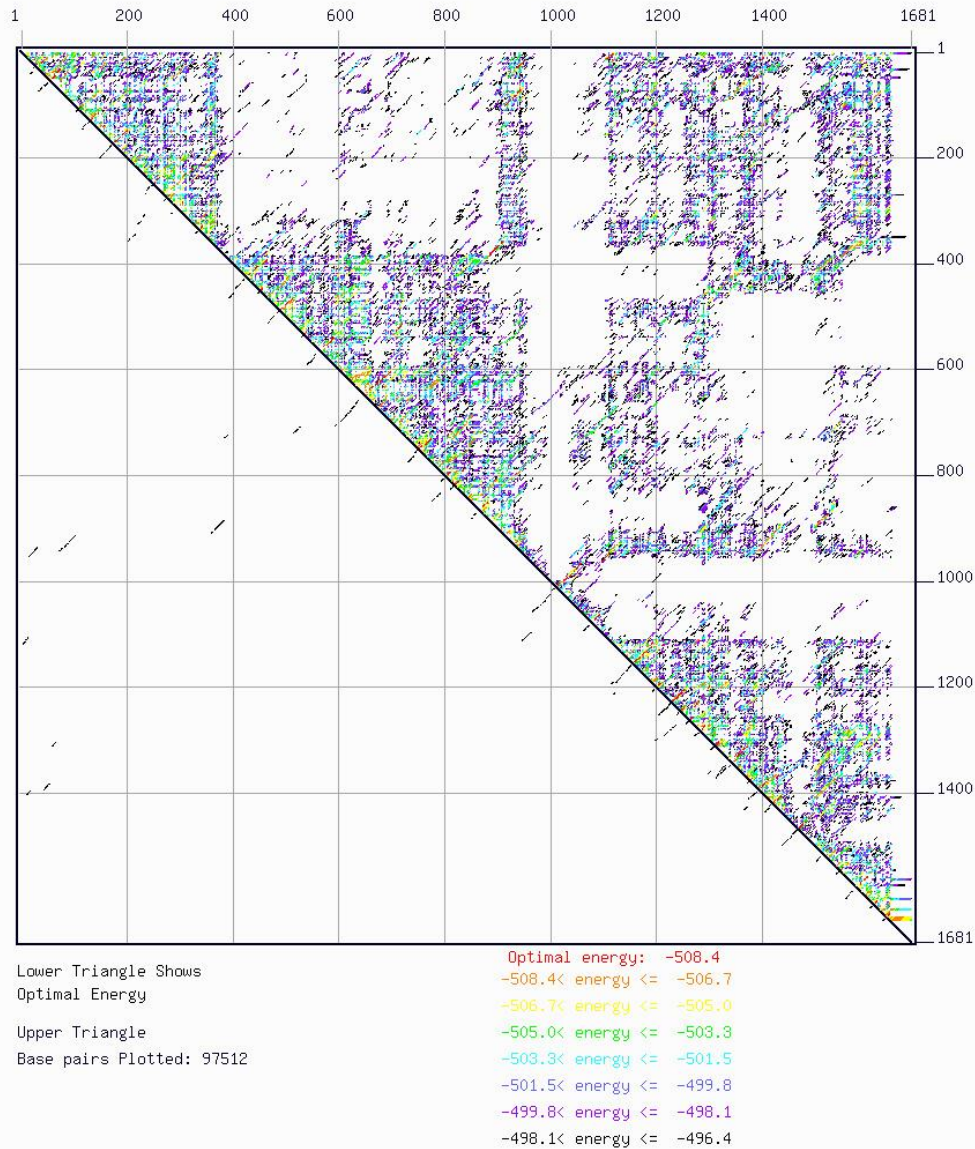 1 200 400 600 800 1000 1200 1400 1681
1
200
400
600
800
1000
1200
1400
1681
Lower Triangle Shows
Optimal Energy
Upper Triangle
Base pairs Plotted: 97512
Optimal energy: -508.4
-508.4< energy <= -506.7
-506.7< energy <= -505.0
-505.0< energy <= -503.3
-503.3< energy <= -501.5
-501.5< energy <= -499.8
-499.8< energy <= -498.1
-498.1< energy <= -496.4